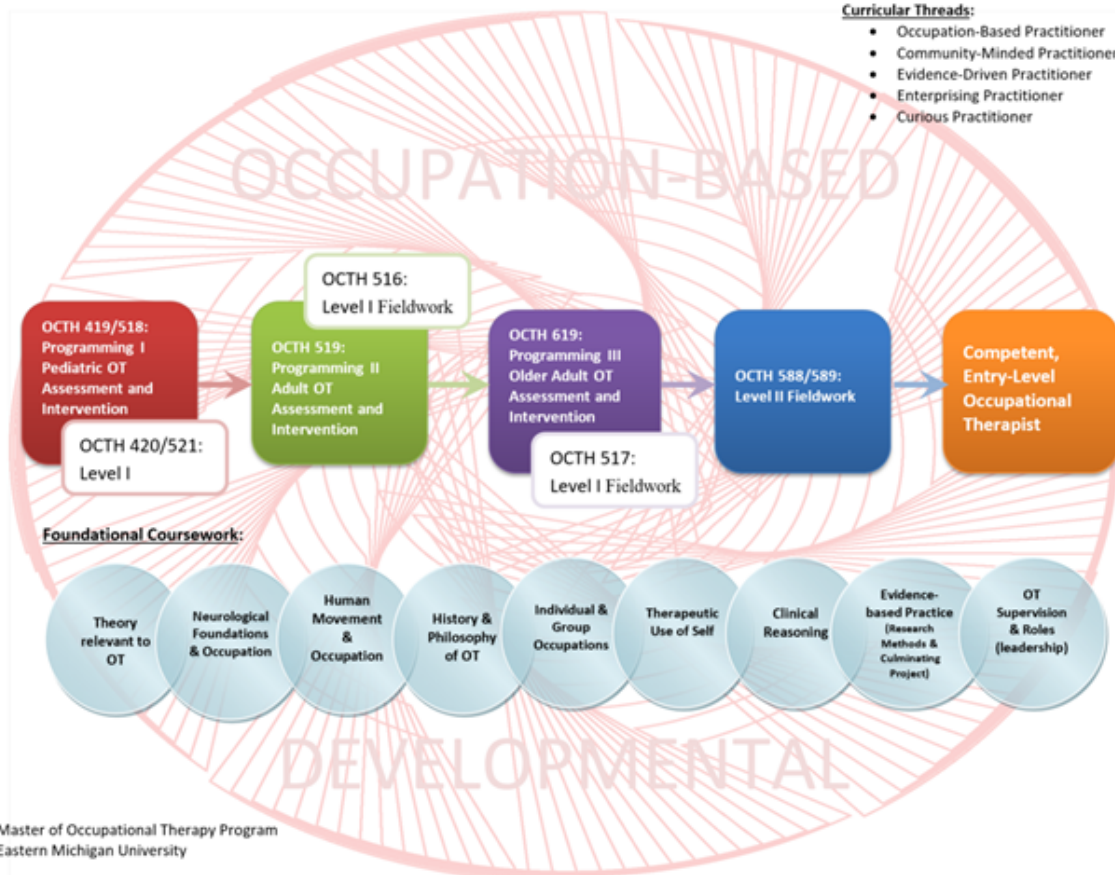 Curricular Threads:
• Occupation-Based Practitioner
• Community-Minded Practitioner
• Evidence-Driven Practitioner
• Enterprising Practitioner
• Curious Practitioner
OCCUPATION-BASED
OCTH 419/518:
Programming I
Pediatric OT
Assessment and
Intervention
OCTH 420/521:
Level I
OCTH 516:
Level I Fieldwork
OCTH 519:
Programming II
Adult OT
Assessment and
Intervention
OCTH 619:
Programming III
Older Adult OT
Assessment and
Intervention
OCTH 517:
Level I Fieldwork
OCTH 588/589:
Level II Fieldwork
Competent,
Entry-Level
Occupational
Therapist
Foundational Coursework:
Theory
relevant to
OT
Neurological
Foundations
& Occupation
Human
Movement
&
Occupation
History &
Philosophy
of OT
Individual &
Group
Occupations
Therapeutic
Use of Self
Clinical
Reasoning
Evidence-
based Practice
(Research
Methods &
Culminating
Project)
OT
Supervision
& Roles
(leadership)
DEVELOPMENTAL
Master of Occupational Therapy Program
Eastern Michigan University